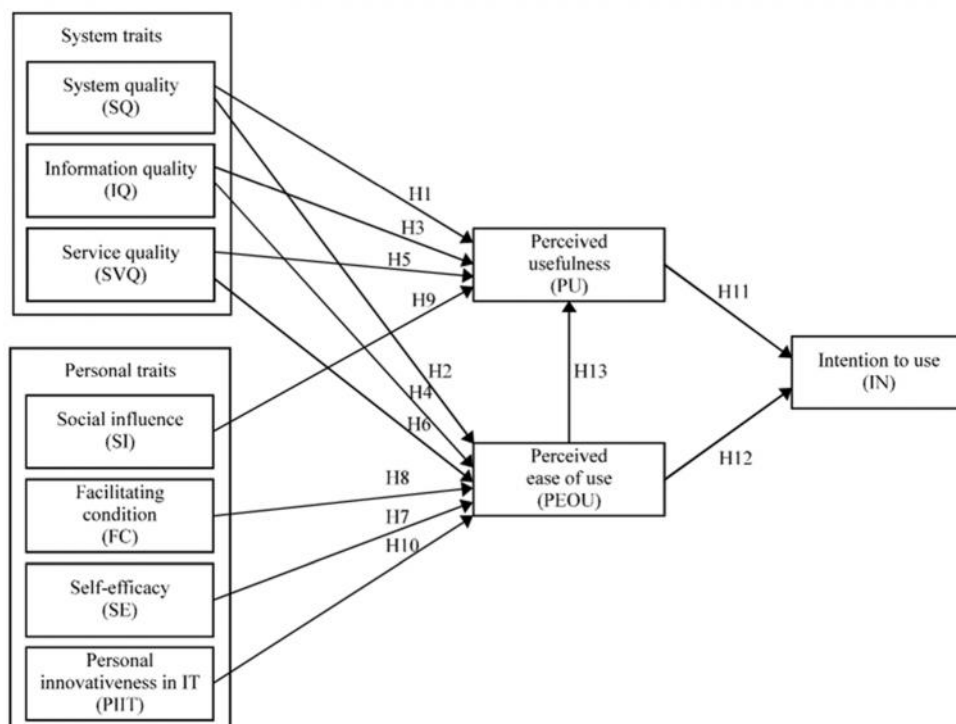 System traits
System quality
(SQ)
Information quality
(IQ)
Service quality
(SVQ)
Personal traits
Social influence
(SI)
Facilitating
condition
(FC)
Self-efficacy
(SE)
Personal
innovativeness in IT
(PIIT)
H1
H3
H5
H9
H2
H4
H6
H8
H7
H10
Perceived
usefulness
(PU)
H13
Perceived
ease of use
(PEOU)
H11
H12
Intention to use
(IN)